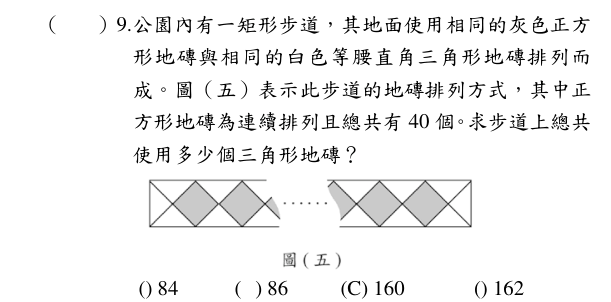 （　　）9.公園內有一矩形步道，其地面使用相同的灰色正方
形地磚與相同的白色等腰直角三角形地磚排列而
成。圖（五）表示此步道的地磚排列方式，其中正
方形地磚為連續排列且總共有 40 個。求步道上總共
使用多少個三角形地磚？
......
圖（五）
() 84　( ) 86　(C) 160　() 162